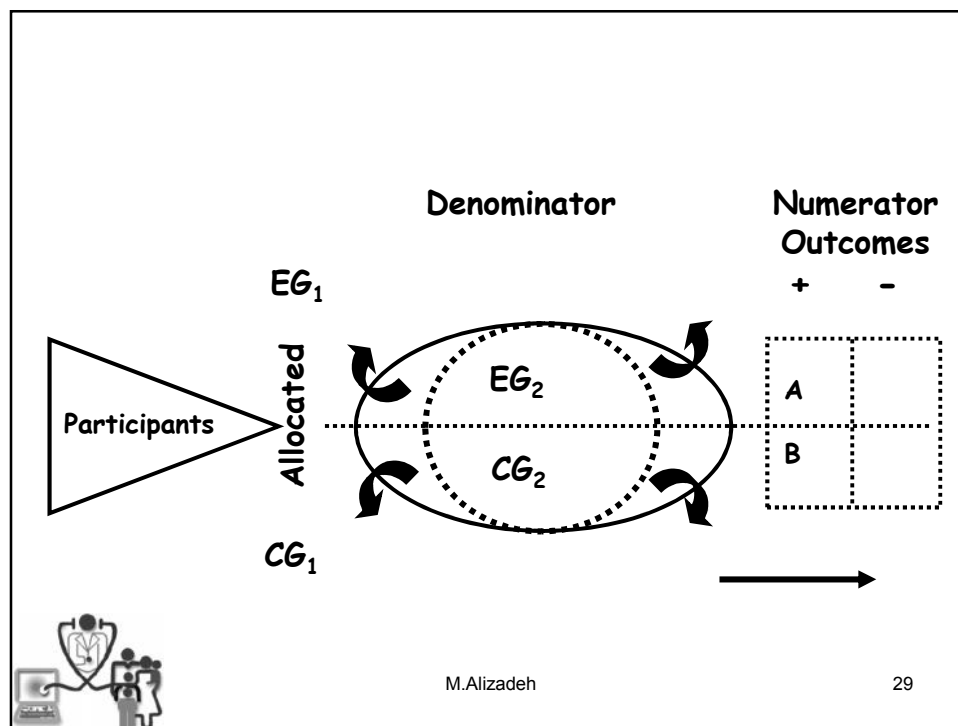 Denominator
Numerator
Outcomes
+ -
EG₁
Participants
Allocated
EG₂
CG₂
A
B
CG₁
M.Alizadeh
29